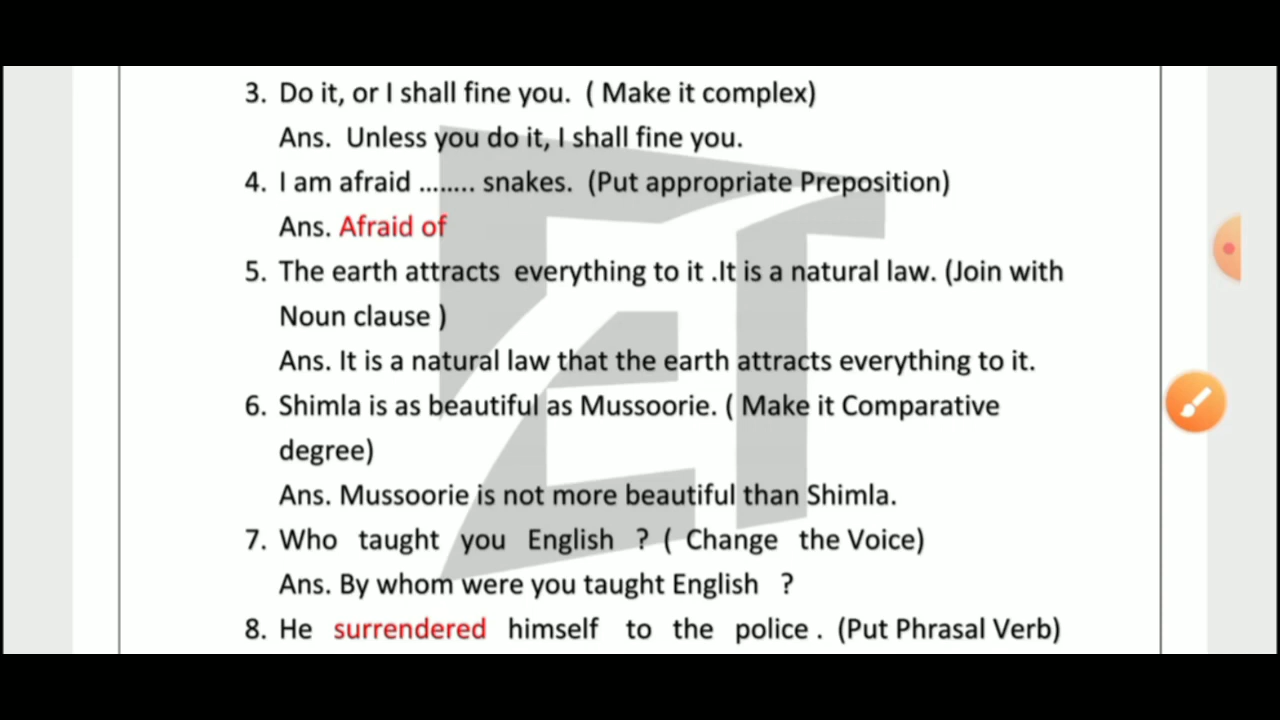 3. Do it, or I shall fine you. ( Make it complex)
Ans. Unless you do it, I shall fine you.
4. I am afraid ........ snakes. (Put appropriate Preposition)
Ans. Afraid of
5. The earth attracts everything to it .It is a natural law. (Join with
Noun clause )
Ans. It is a natural law that the earth attracts everything to it.
6. Shimla is as beautiful as Mussoorie. ( Make it Comparative
degree)
Ans. Mussoorie is not more beautiful than Shimla.
7. Who taught you English ? ( Change the Voice)
Ans. By whom were you taught English ?
8. He surrendered himself to the police . (Put Phrasal Verb)